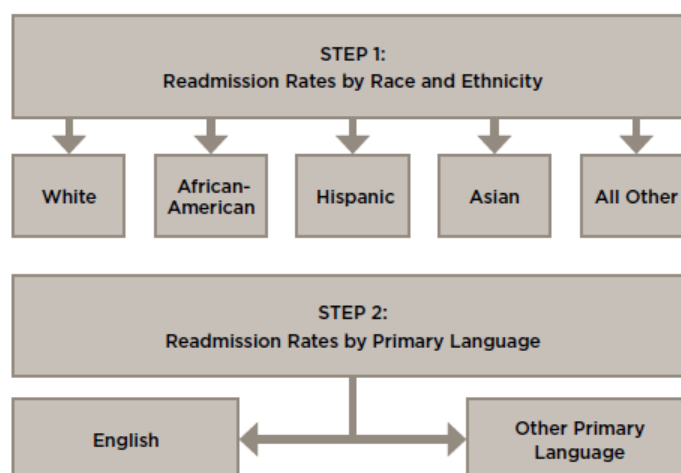 STEP 1:
Readmission Rates by Race and Ethnicity
White
African-
American
Hispanic
Asian
All Other
STEP 2:
Readmission Rates by Primary Language
English
Other Primary
Language